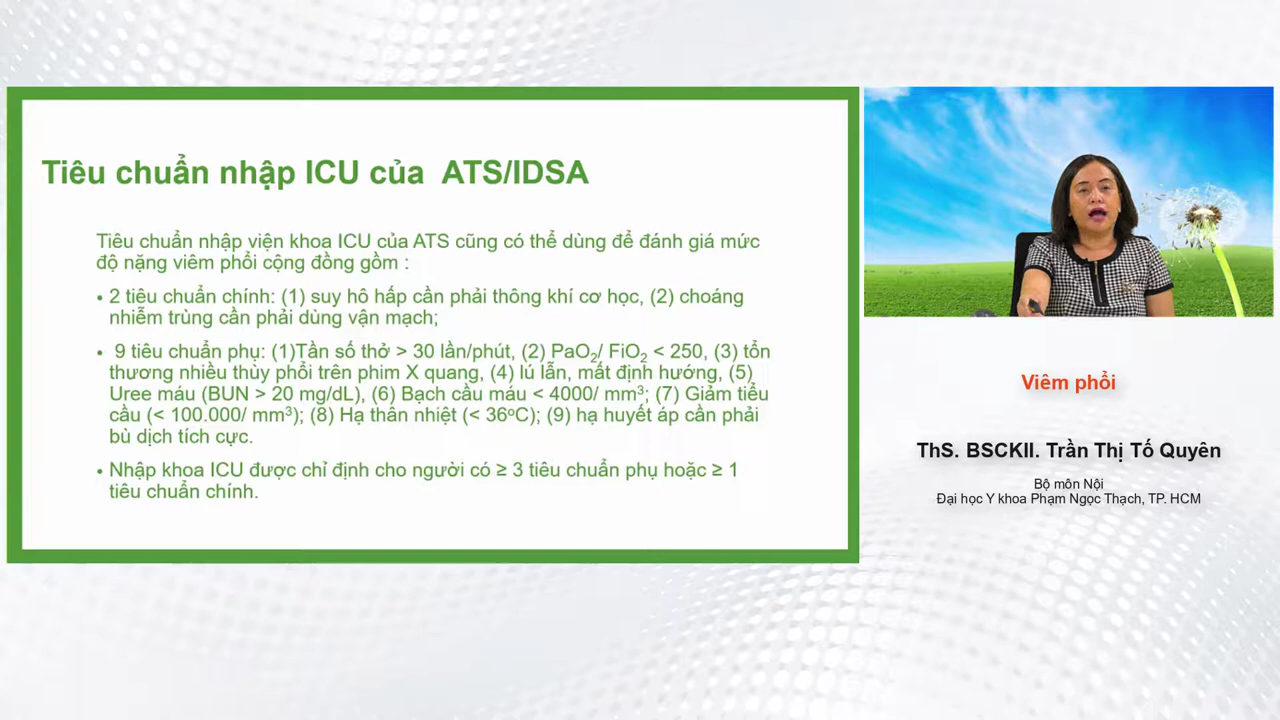 Tiêu chuẩn nhập ICU của ATS/IDSA
Tiêu chuẩn nhập viện khoa ICU của ATS cũng có thể dùng để đánh giá mức
độ nặng viêm phổi cộng đồng gồm :
• 2 tiêu chuẩn chính: (1) suy hô hấp cần phải thông khí cơ học, (2) choáng
nhiễm trùng cần phải dùng vận mạch;
• 9 tiêu chuẩn phụ: (1)Tần số thở > 30 lần/phút, (2) PaO₂/ FiO₂ < 250, (3) tổn
thương nhiều thùy phổi trên phim X quang, (4) lú lẫn, mất định hướng, (5)
Uree máu (BUN > 20 mg/dL), (6) Bạch cầu máu < 4000/ mm³; (7) Giảm tiểu
cầu (< 100.000/ mm³); (8) Hạ thân nhiệt (< 36ºC); (9) hạ huyết áp cần phải
bù dịch tích cực.
• Nhập khoa ICU được chỉ định cho người có ≥ 3 tiêu chuẩn phụ hoặc ≥ 1
tiêu chuẩn chính.
Viêm phổi
ThS. BSCKII. Trần Thị Tố Quyên
Bộ môn Nội
Đại học Y khoa Phạm Ngọc Thạch, TP. HCM